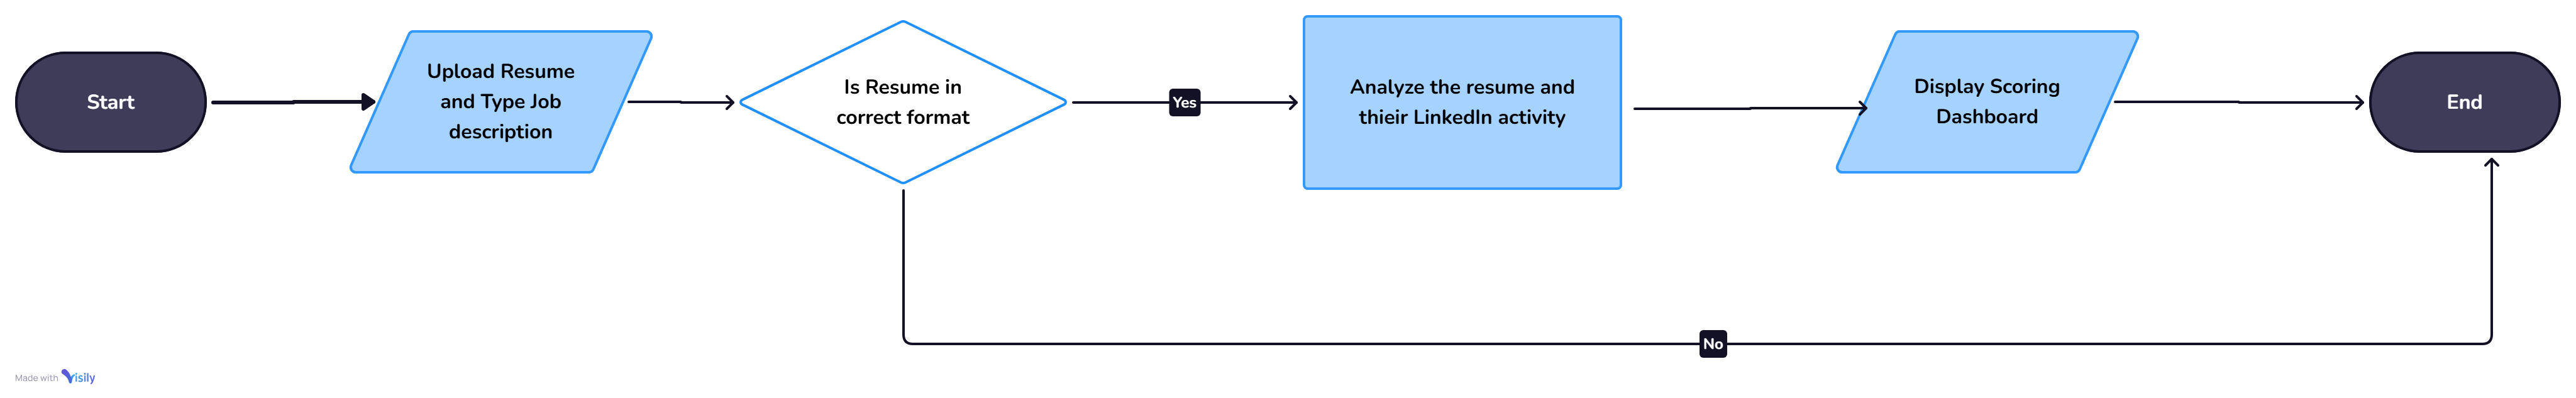 Start
Upload Resume
and Type Job
description
Is Resume in
correct format
Yes
Analyze the resume and
thieir LinkedIn activity
Display Scoring
Dashboard
End
No
Made with Visily